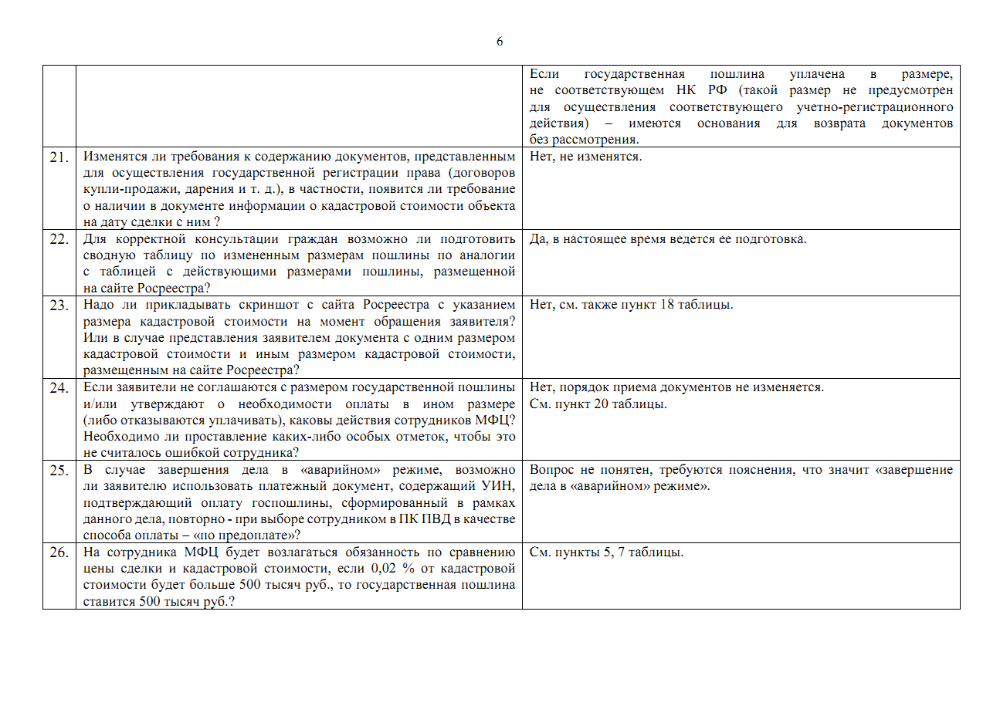 6
Если государственная пошлина уплачена в размере,
не соответствующем НК РФ (такой размер не предусмотрен
для осуществления соответствующего учетно-регистрационного
действия) – имеются основания для возврата документов
без рассмотрения.
21.
Изменятся ли требования к содержанию документов, представленным
для осуществления государственной регистрации права (договоров
купли-продажи, дарения и т. д.), в частности, появится ли требование
о наличии в документе информации о кадастровой стоимости объекта
на дату сделки с ним ?
Нет, не изменятся.
22.
Для корректной консультации граждан возможно ли подготовить
сводную таблицу по измененным размерам пошлины по аналогии
с таблицей с действующими размерами пошлины, размещенной
на сайте Росреестра?
Да, в настоящее время ведется ее подготовка.
23.
Надо ли прикладывать скриншот с сайта Росреестра с указанием
размера кадастровой стоимости на момент обращения заявителя?
Или в случае представления заявителем документа с одним размером
кадастровой стоимости и иным размером кадастровой стоимости,
размещенным на сайте Росреестра?
Нет, см. также пункт 18 таблицы.
24.
Если заявители не соглашаются с размером государственной пошлины
и/или утверждают о необходимости оплаты в ином размере
(либо отказываются уплачивать), каковы действия сотрудников МФЦ?
Необходимо ли проставление каких-либо особых отметок, чтобы это
не считалось ошибкой сотрудника?
Нет, порядок приема документов не изменяется.
См. пункт 20 таблицы.
25.
В случае завершения дела в «аварийном» режиме, возможно
ли заявителю использовать платежный документ, содержащий УИН,
подтверждающий оплату госпошлины, сформированный в рамках
данного дела, повторно - при выборе сотрудником в ПК ПВД в качестве
способа оплаты – «по предоплате»?
Вопрос не понятен, требуются пояснения, что значит «завершение
дела в «аварийном» режиме».
26.
На сотрудника МФЦ будет возлагаться обязанность по сравнению
цены сделки и кадастровой стоимости, если 0,02 % от кадастровой
стоимости будет больше 500 тысяч руб., то государственная пошлина
ставится 500 тысяч руб.?
См. пункты 5, 7 таблицы.